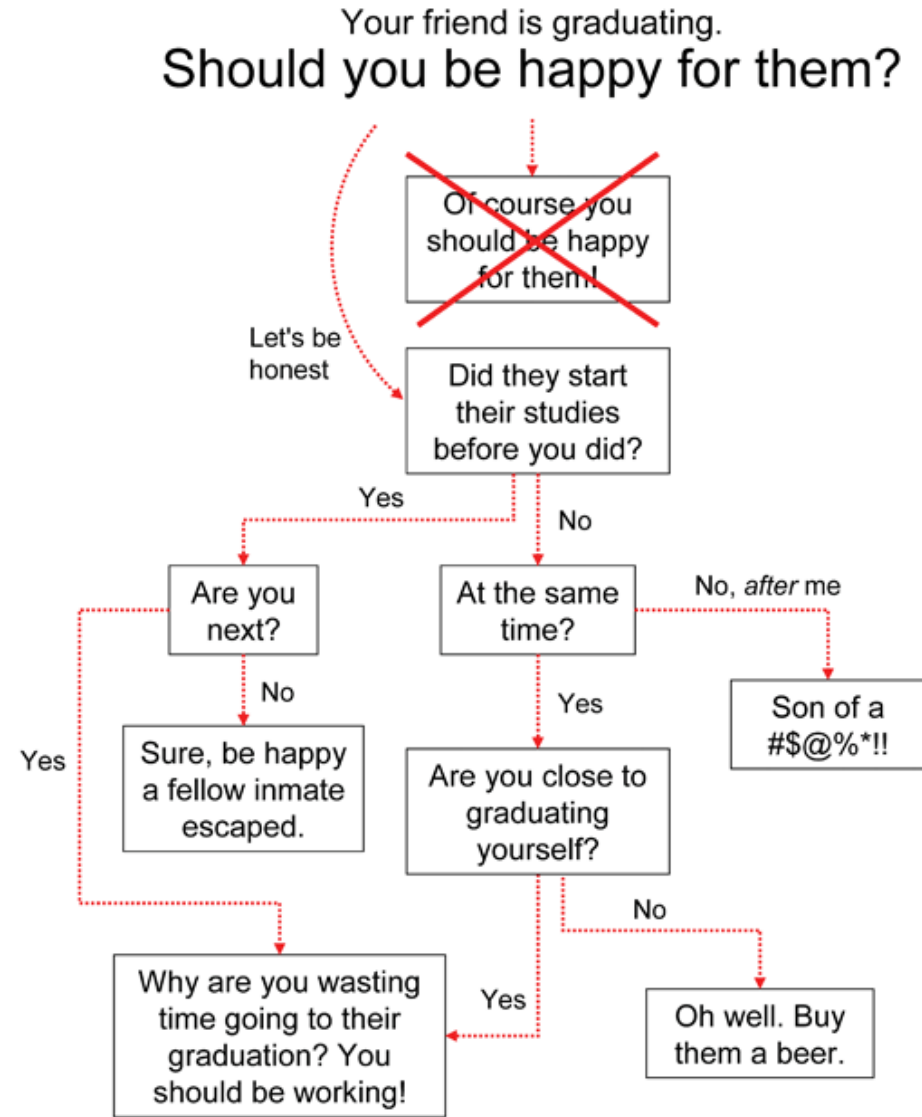 Your friend is graduating.
Should you be happy for them?
Of course you
should be happy
for them!
Let's be
honest
Did they start
their studies
before you did?
Yes
No
Are you
next?
At the same
time?
No, after me
No
Yes
Son of a
#$@%*!!
Yes
Sure, be happy
a fellow inmate
escaped.
Are you close to
graduating
yourself?
No
Yes
Why are you wasting
time going to their
graduation? You
should be working!
Oh well. Buy
them a beer.